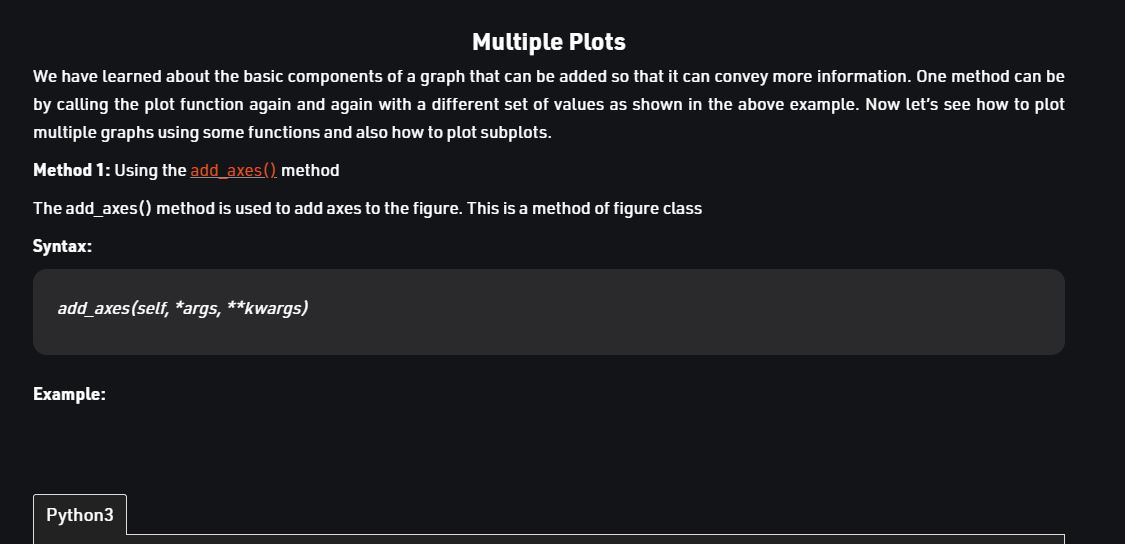 Multiple Plots
We have learned about the basic components of a graph that can be added so that it can convey more information. One method can be
by calling the plot function again and again with a different set of values as shown in the above example. Now let’s see how to plot
multiple graphs using some functions and also how to plot subplots.
Method 1: Using the add_axes() method
The add_axes() method is used to add axes to the figure. This is a method of figure class
Syntax:
add_axes(self, *args, **kwargs)
Example:
Python3